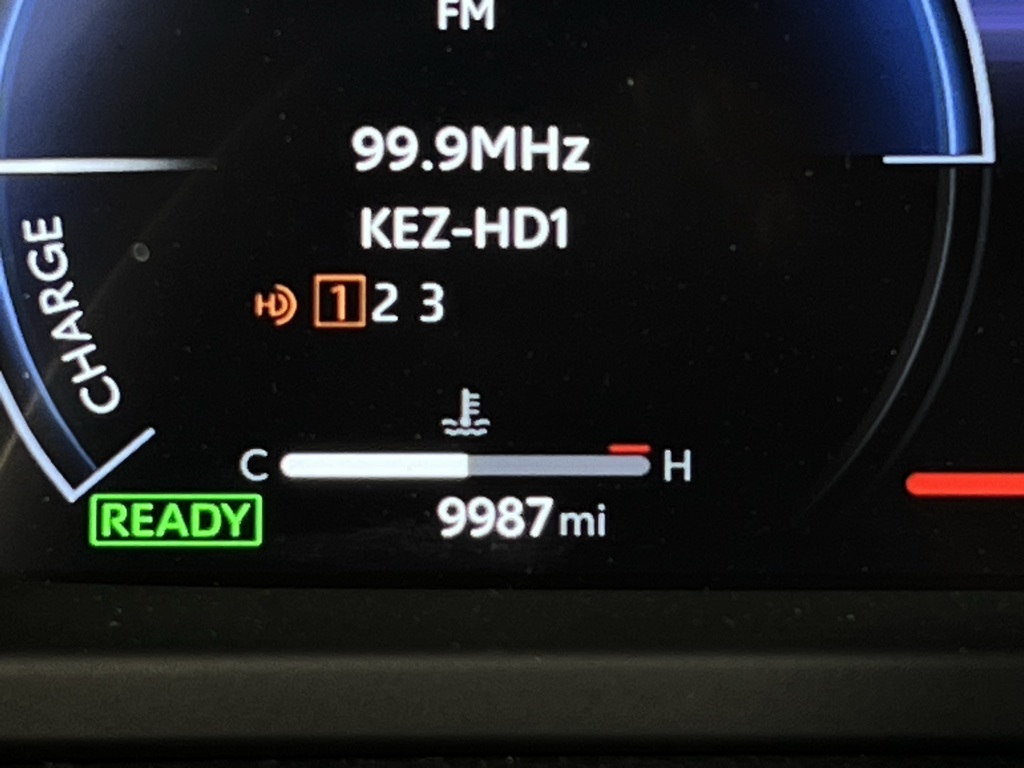 FM
99.9MHz
KEZ-HD1
HD 1 2 3
CHARGE
C H
READY
9987 mi